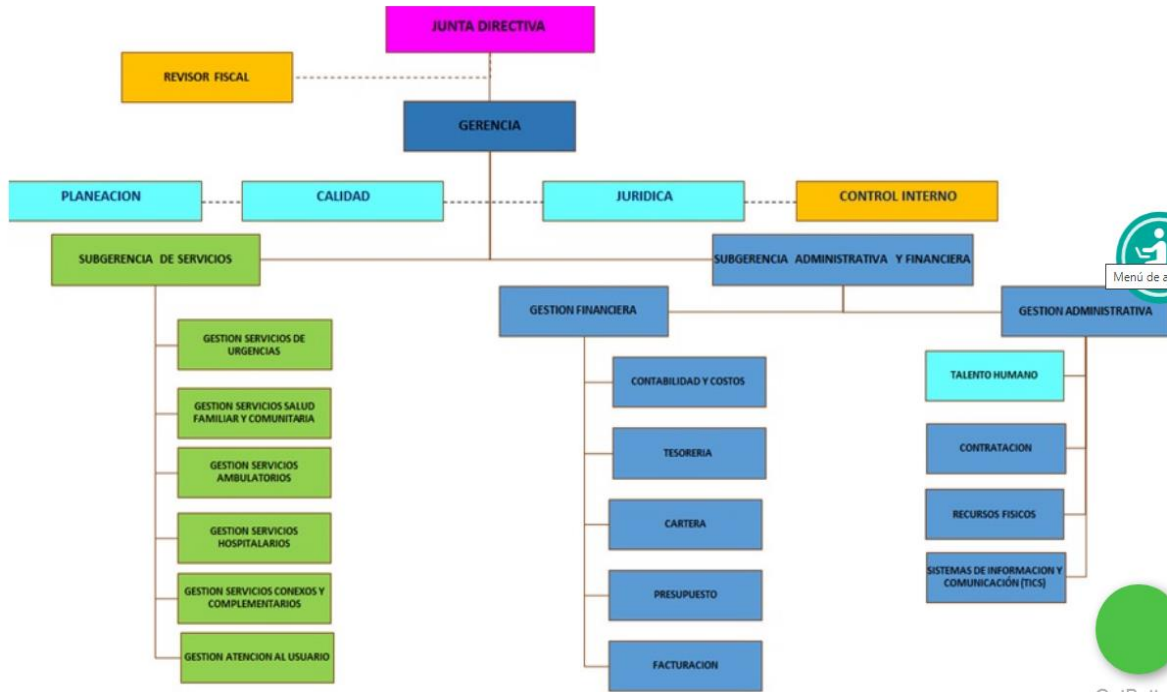 JUNTA DIRECTIVA
REVISOR FISCAL
GERENCIA
PLANEACION
CALIDAD
JURIDICA
CONTROL INTERNO
SUBGERENCIA DE SERVICIOS
SUBGERENCIA ADMINISTRATIVA Y FINANCIERA
Menú de a
GESTION FINANCIERA
GESTION ADMINISTRATIVA
GESTION SERVICIOS DE
URGENCIAS
GESTION SERVICIOS SALUD
FAMILIAR Y COMUNITARIA
GESTION SERVICIOS
AMBULATORIOS
GESTION SERVICIOS
HOSPITALARIOS
GESTION SERVICIOS CONEXOS Y
COMPLEMENTARIOS
GESTION ATENCION AL USUARIO
CONTABILIDAD Y COSTOS
TESORERIA
CARTERA
PRESUPUESTO
FACTURACION
TALENTO HUMANO
CONTRATACION
RECURSOS FISICOS
SISTEMAS DE INFORMACION Y
COMUNICACIÓN (TICS)